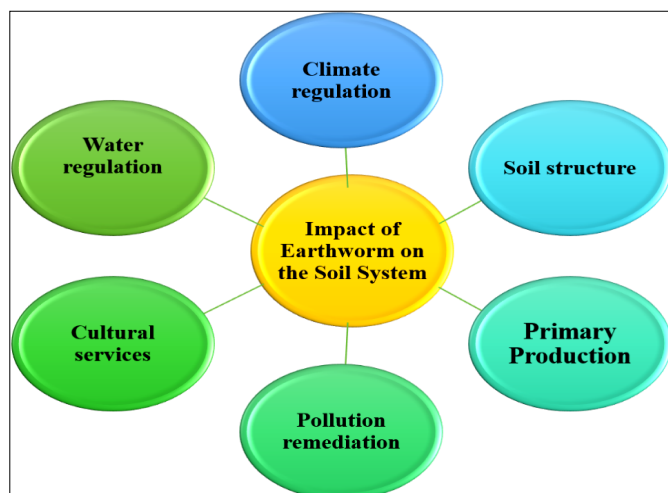 Climate
regulation
Water
regulation
Soil structure
Impact of
Earthworm on
the Soil System
Cultural
services
Primary
Production
Pollution
remediation